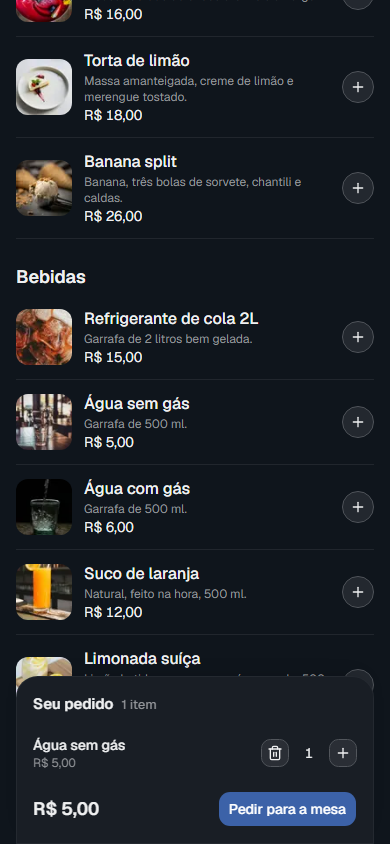 R$ 16,00
Torta de limão
Massa amanteigada, creme de limão e
merengue tostado.
R$ 18,00
Banana split
Banana, três bolas de sorvete, chantili e
caldas.
R$ 26,00
Bebidas
Refrigerante de cola 2L
Garrafa de 2 litros bem gelada.
R$ 15,00
Água sem gás
Garrafa de 500 ml.
R$ 5,00
Água com gás
Garrafa de 500 ml.
R$ 6,00
Suco de laranja
Natural, feito na hora, 500 ml.
R$ 12,00
Limonada suíça
Seu pedido 1 item
Água sem gás
R$ 5,00
1
R$ 5,00
Pedir para a mesa